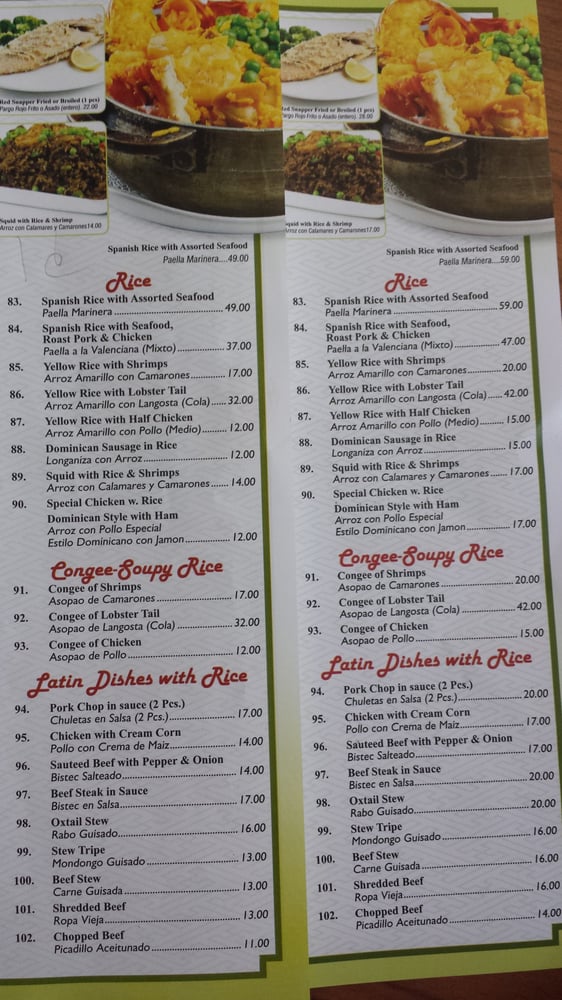 Red Snapper Fried or Broiled (1 pcs)
Pargo Rojo Frito o Asado (entero). 22.00
Squid with Rice & Shrimp
Arroz con Calamares y Camarones14.00
Spanish Rice with Assorted Seafood
Paella Marinera....49.00
Rice
83. Spanish Rice with Assorted Seafood
Paella Marinera 49.00
84. Spanish Rice with Seafood,
Roast Pork & Chicken
Paella a la Valenciana (Mixto) 37.00
85. Yellow Rice with Shrimps
Arroz Amarillo con Camarones 17.00
86. Yellow Rice with Lobster Tail
Arroz Amarillo con Langosta (Cola) 32.00
87. Yellow Rice with Half Chicken
Arroz Amarillo con Pollo (Medio) 12.00
88. Dominican Sausage in Rice
Longaniza con Arroz 12.00
89. Squid with Rice & Shrimps
Arroz con Calamares y Camarones 14.00
90. Special Chicken w. Rice
Dominican Style with Ham
Arroz con Pollo Especial
Estilo Dominicano con Jamon 12.00
Congee-Soupy Rice
91. Congee of Shrimps
Asopao de Camarones 17.00
92. Congee of Lobster Tail
Asopao de Langosta (Cola) 32.00
93. Congee of Chicken
Asopao de Pollo 12.00
Latin Dishes with Rice
94. Pork Chop in sauce (2 Pcs.)
Chuletas en Salsa (2 Pcs.) 17.00
95. Chicken with Cream Corn
Pollo con Crema de Maiz 14.00
96. Sauteed Beef with Pepper & Onion
Bistec Salteado 14.00
97. Beef Steak in Sauce
Bistec en Salsa 17.00
98. Oxtail Stew
Rabo Guisado 16.00
99. Stew Tripe
Mondongo Guisado 13.00
100. Beef Stew
Carne Guisada 13.00
101. Shredded Beef
Ropa Vieja 13.00
102. Chopped Beef
Picadillo Aceitunado 11.00
Red Snapper Fried or Broiled (1 pcs)
Pargo Rojo Frito o Asado (entero). 28.00
Squid with Rice & Shrimp
Arroz con Calamares y Camarones17.00
Spanish Rice with Assorted Seafood
Paella Marinera....59.00
Rice
83. Spanish Rice with Assorted Seafood
Paella Marinera 59.00
84. Spanish Rice with Seafood,
Roast Pork & Chicken
Paella a la Valenciana (Mixto) 47.00
85. Yellow Rice with Shrimps
Arroz Amarillo con Camarones 20.00
86. Yellow Rice with Lobster Tail
Arroz Amarillo con Langosta (Cola) 42.00
87. Yellow Rice with Half Chicken
Arroz Amarillo con Pollo (Medio) 15.00
88. Dominican Sausage in Rice
Longaniza con Arroz 15.00
89. Squid with Rice & Shrimps
Arroz con Calamares y Camarones 17.00
90. Special Chicken w. Rice
Dominican Style with Ham
Arroz con Pollo Especial
Estilo Dominicano con Jamon 17.00
Congee-Soupy Rice
91. Congee of Shrimps
Asopao de Camarones 20.00
92. Congee of Lobster Tail
Asopao de Langosta (Cola) 42.00
93. Congee of Chicken
Asopao de Pollo 15.00
Latin Dishes with Rice
94. Pork Chop in sauce (2 Pcs.)
Chuletas en Salsa (2 Pcs.) 20.00
95. Chicken with Cream Corn
Pollo con Crema de Maiz 17.00
96. Sauteed Beef with Pepper & Onion
Bistec Salteado 17.00
97. Beef Steak in Sauce
Bistec en Salsa 20.00
98. Oxtail Stew
Rabo Guisado 20.00
99. Stew Tripe
Mondongo Guisado 16.00
100. Beef Stew
Carne Guisada 16.00
101. Shredded Beef
Ropa Vieja 16.00
102. Chopped Beef
Picadillo Aceitunado 14.00